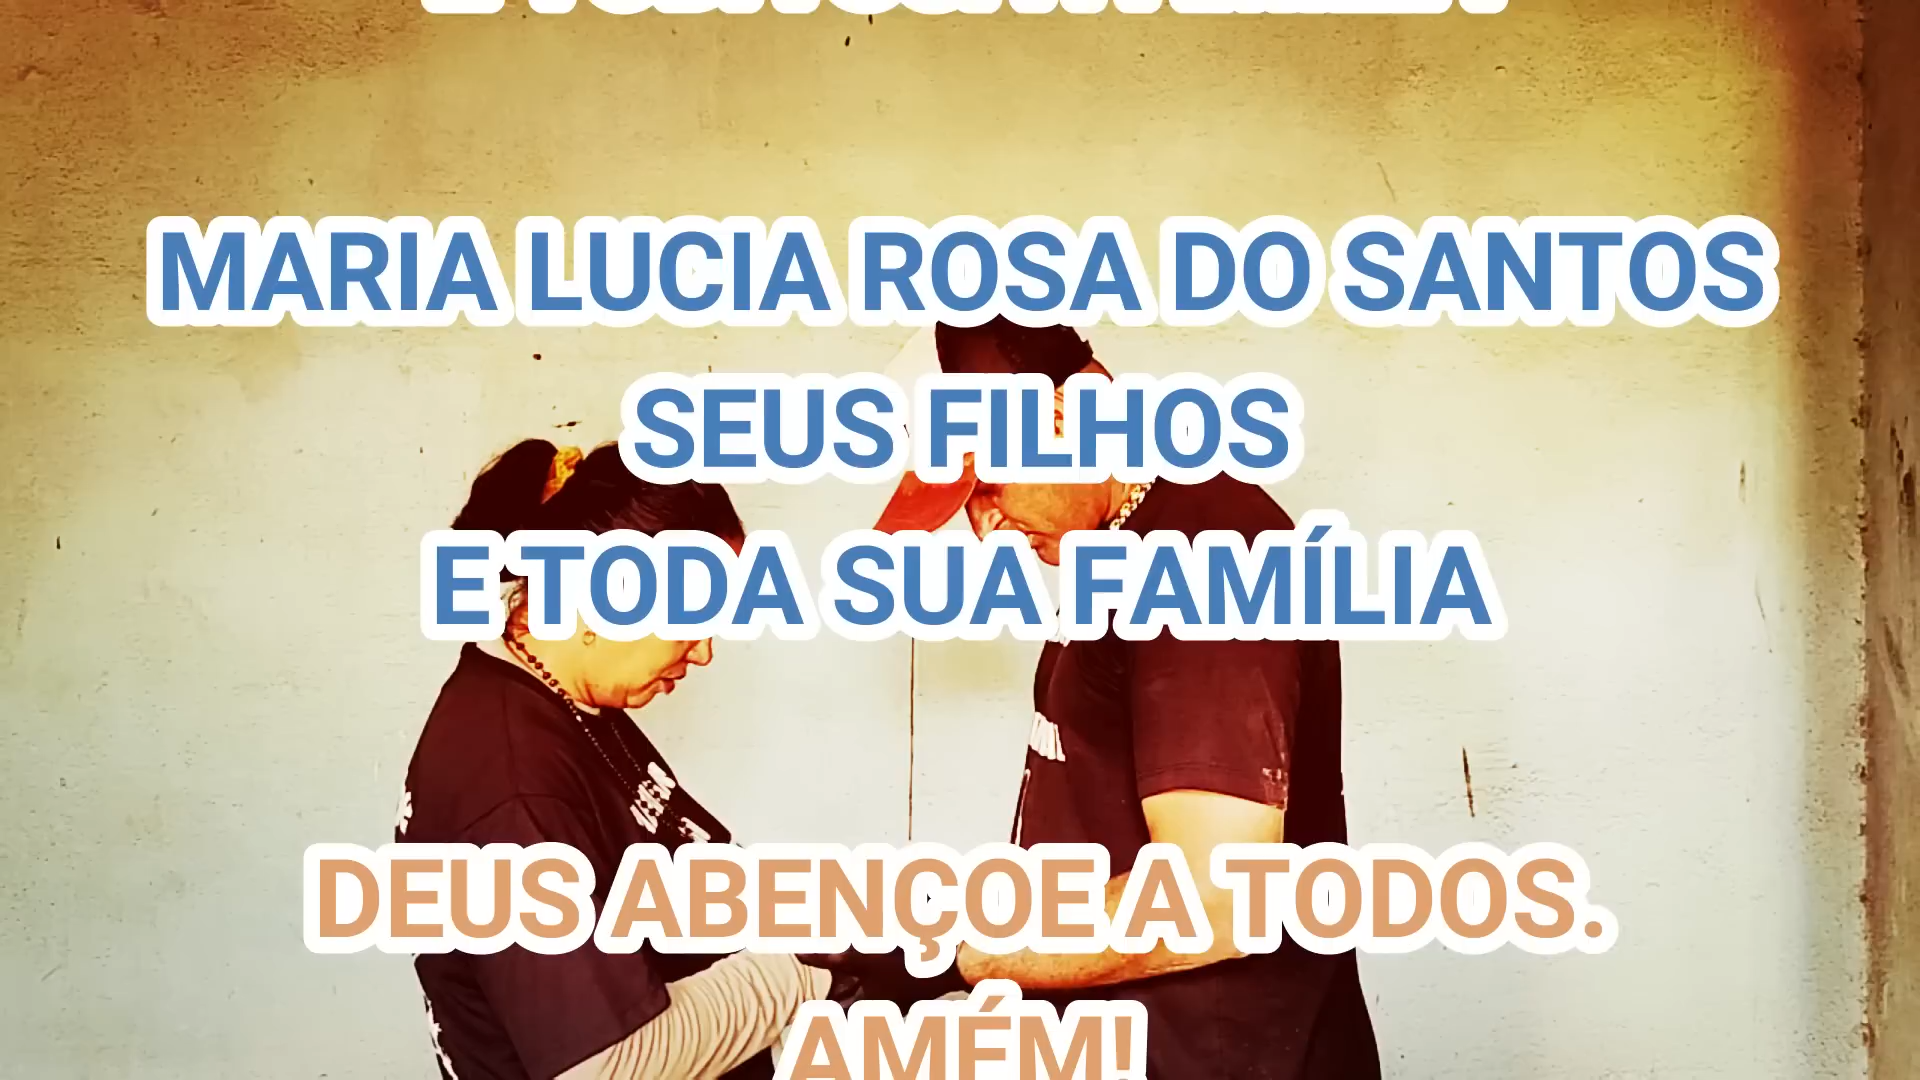 MARIA LUCIA ROSA DO SANTOS
SEUS FILHOS
E TODA SUA FAMÍLIA
DEUS ABENÇOE A TODOS.
AMÉM!